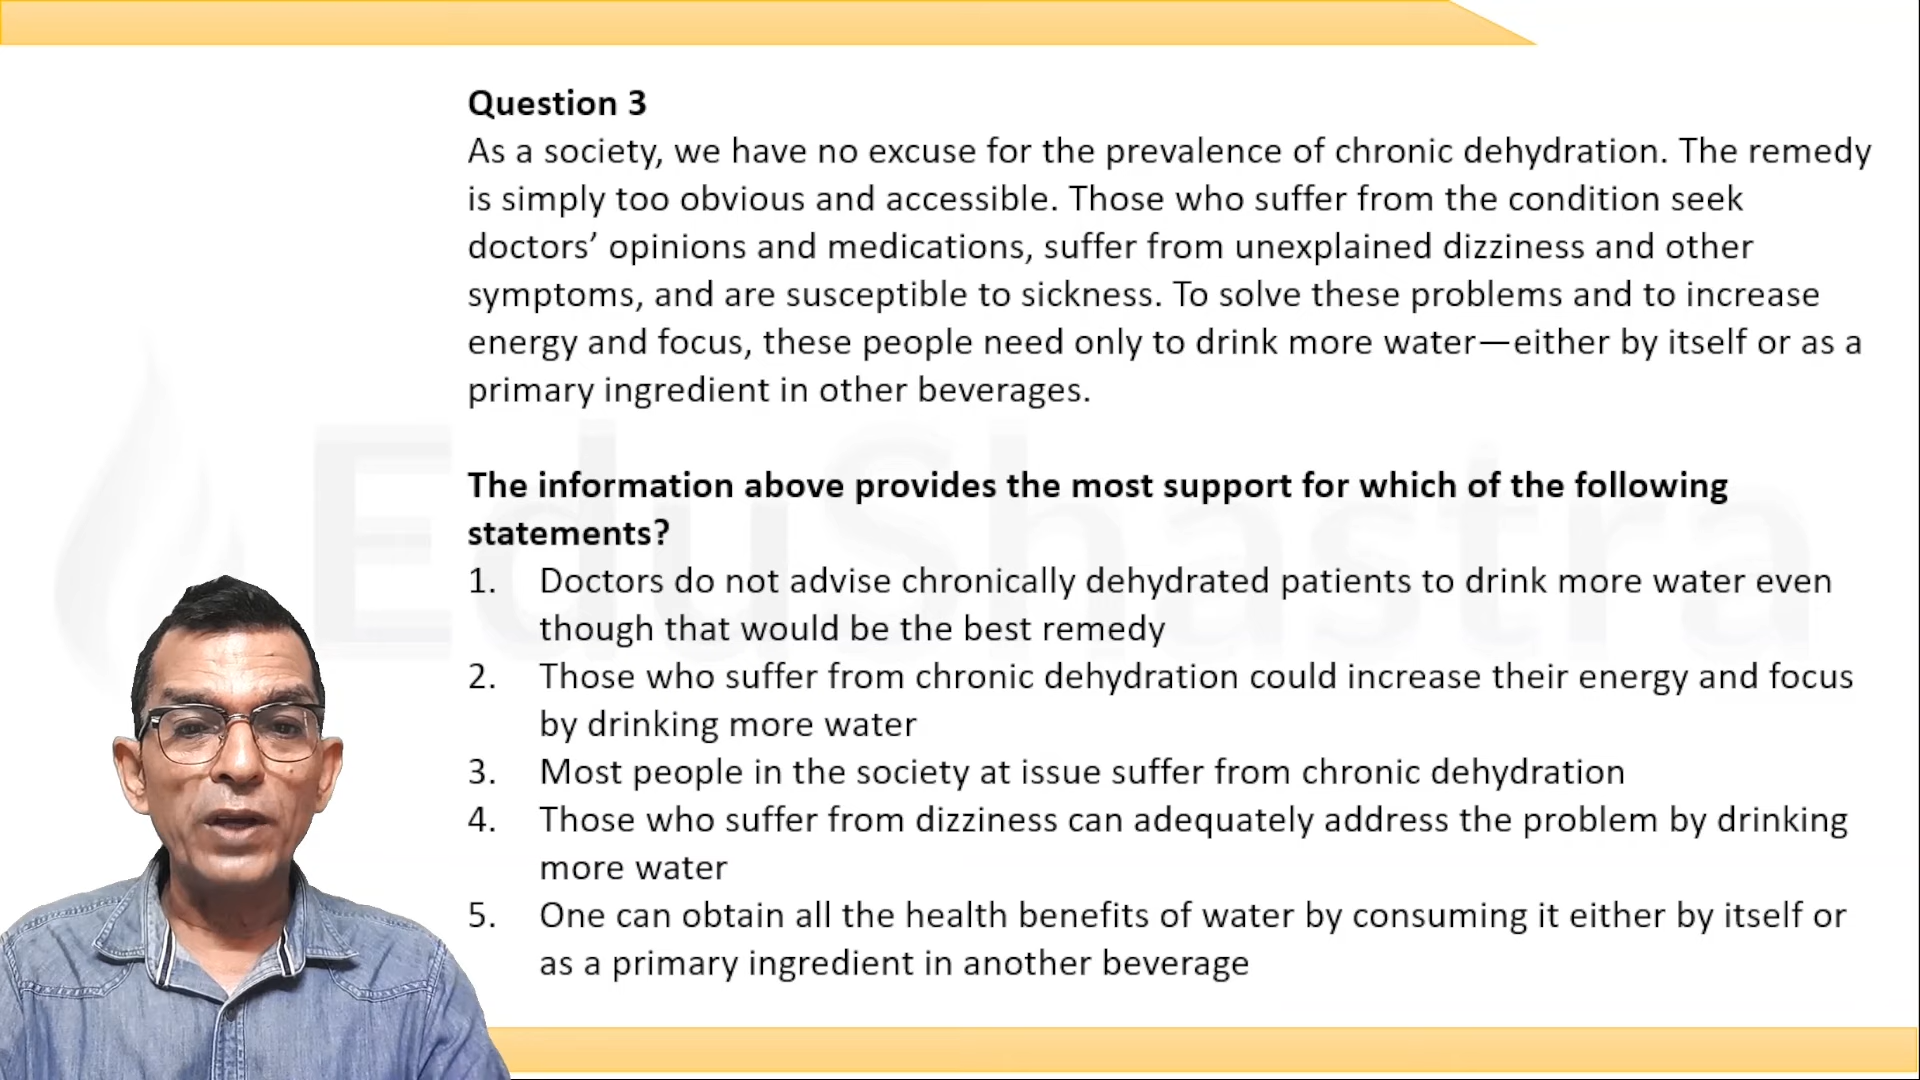 Question 3
As a society, we have no excuse for the prevalence of chronic dehydration. The remedy
is simply too obvious and accessible. Those who suffer from the condition seek
doctors’ opinions and medications, suffer from unexplained dizziness and other
symptoms, and are susceptible to sickness. To solve these problems and to increase
energy and focus, these people need only to drink more water—either by itself or as a
primary ingredient in other beverages.
The information above provides the most support for which of the following
statements?
1. Doctors do not advise chronically dehydrated patients to drink more water even
though that would be the best remedy
2. Those who suffer from chronic dehydration could increase their energy and focus
by drinking more water
3. Most people in the society at issue suffer from chronic dehydration
4. Those who suffer from dizziness can adequately address the problem by drinking
more water
5. One can obtain all the health benefits of water by consuming it either by itself or
as a primary ingredient in another beverage
EduShastra